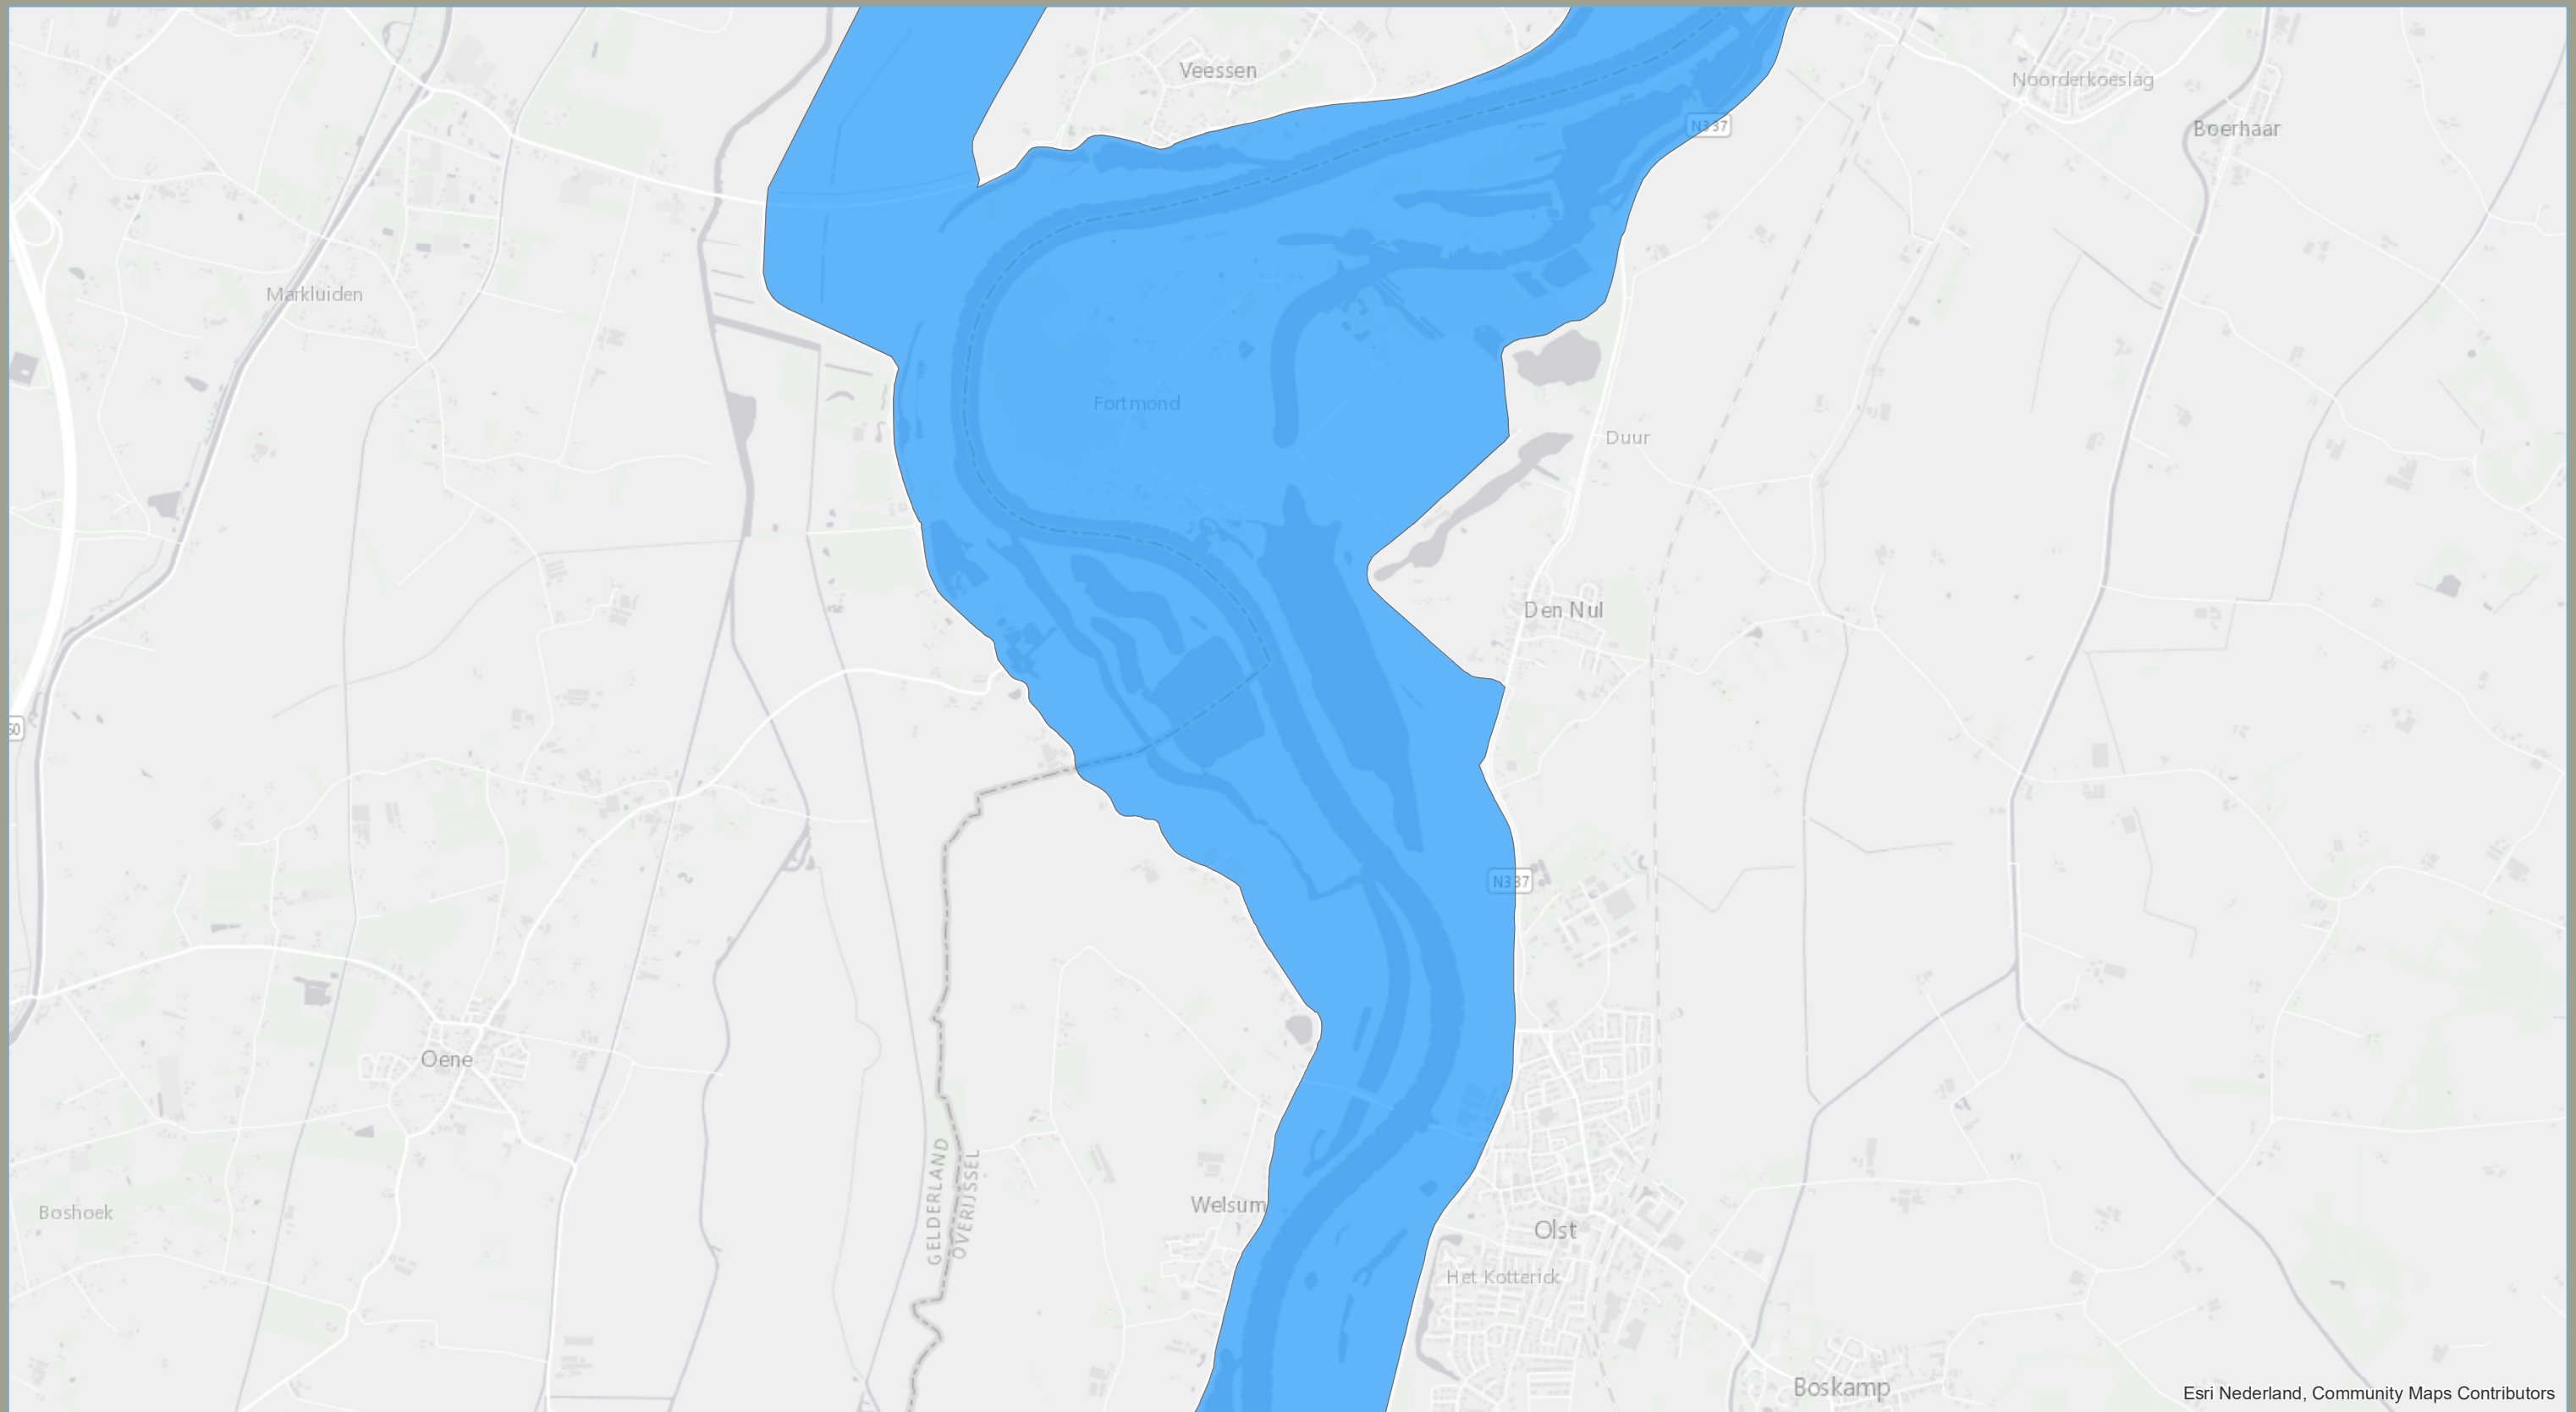 Veessen
Noorderkoeslag
N337
Boerhaar
Markluiden
Fortmond
Duur
Den Nul
50
N337
Oene
GELDERLAND
OVERIJSSEL
Welsum
Boshoek
Olst
Het Kotterick
Boskamp
Esri Nederland, Community Maps Contributors